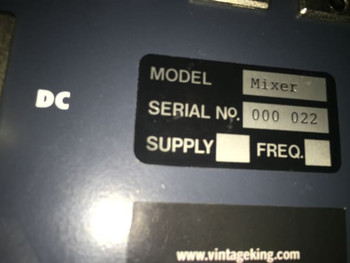 MODEL Mixer
DC
SERIAL No. 000 022
SUPPLY FREQ.
www.vintageking.com